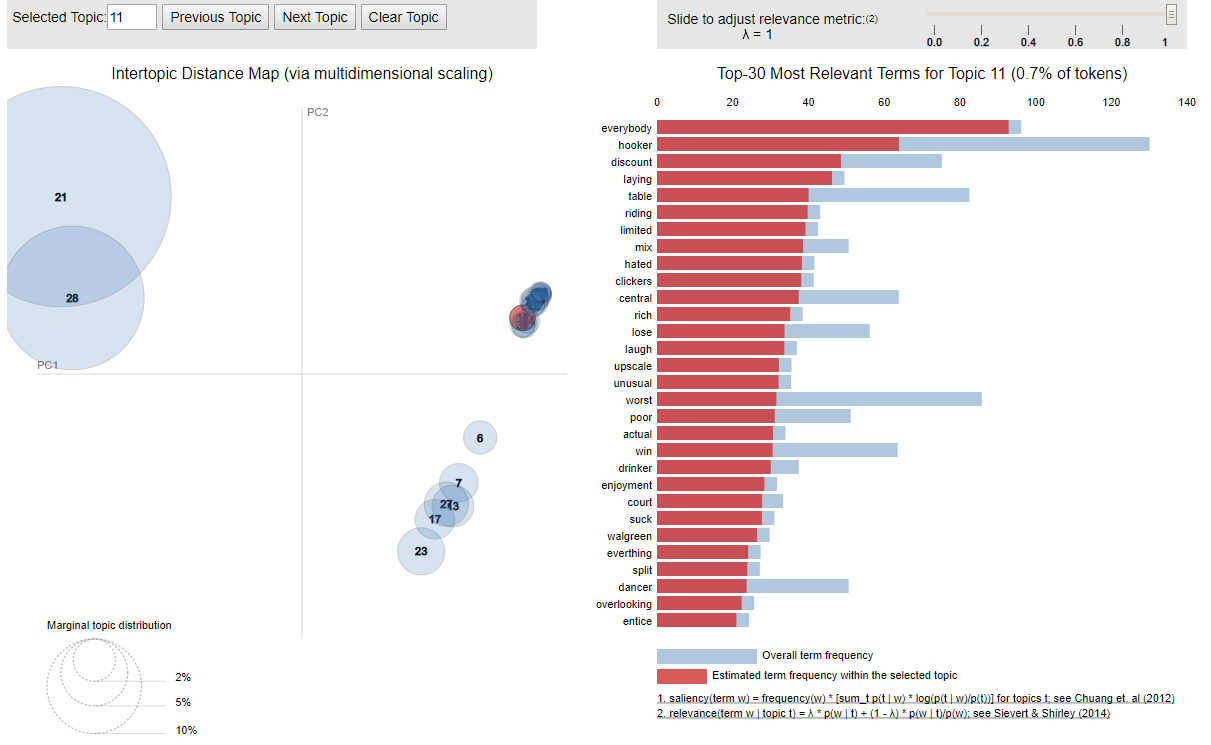 Selected Topic: 11 Previous Topic Next Topic Clear Topic
Slide to adjust relevance metric:(2)
λ = 1
0.0 0.2 0.4 0.6 0.8 1
Intertopic Distance Map (via multidimensional scaling)
PC2
PC1
21
28
6
7
27
13
17
23
Marginal topic distribution
2%
5%
10%
Top-30 Most Relevant Terms for Topic 11 (0.7% of tokens)
0 20 40 60 80 100 120 140
everybody
hooker
discount
laying
table
riding
limited
mix
hated
clickers
central
rich
lose
laugh
upscale
unusual
worst
poor
actual
win
drinker
enjoyment
court
suck
walgreen
everthing
split
dancer
overlooking
entice
Overall term frequency
Estimated term frequency within the selected topic
1. saliency(term w) = frequency(w) * [sum_t p(t | w) * log(p(t | w)/p(t))] for topics t; see Chuang et. al (2012)
2. relevance(term w | topic t) = λ * p(w | t) + (1 - λ) * p(w | t)/p(w); see Sievert & Shirley (2014)